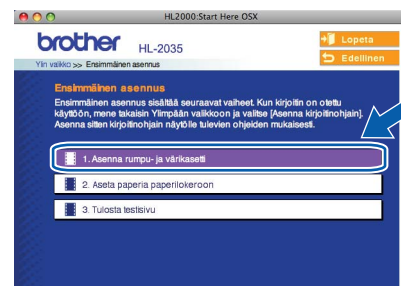 HL2000:Start Here OSX
brother HL-2035
Lopeta
Edellinen
Ylin valikko >> Ensimmäinen asennus
Ensimmäinen asennus
Ensimmäinen asennus sisältää seuraavat vaiheet. Kun kirjoitin on otettu
käyttöön, mene takaisin Ylimpään valikkoon ja valitse [Asenna kirjoitinohjain].
Asenna sitten kirjoitinohjain näytölle tulevien ohjeiden mukaisesti.
1. Asenna rumpu- ja värikasetti
2. Aseta paperia paperilokeroon
3. Tulosta testisivu